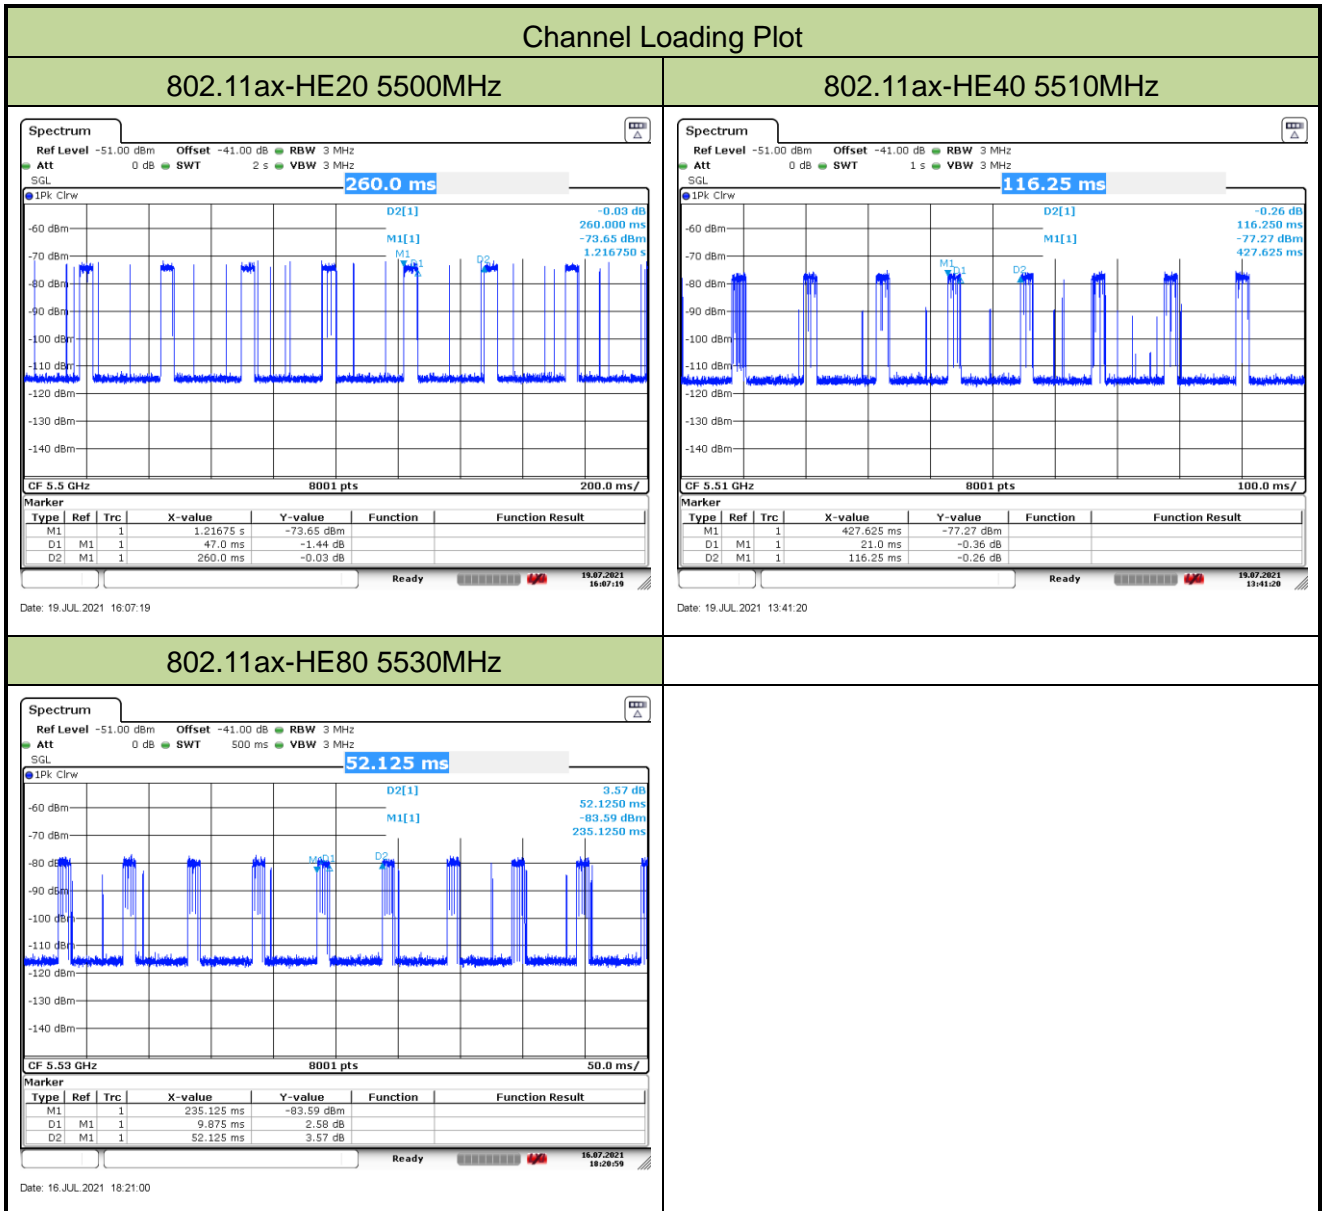 Channel Loading Plot
802.11ax-HE20 5500MHz
802.11ax-HE40 5510MHz
Spectrum
Ref Level -51.00 dBm Offset -41.00 dB RBW 3 MHz
Att 0 dB SWT 2 s VBW 3 MHz
SGL
260.0 ms
1Pk Clrw
D2[1] -0.03 dB
260.000 ms
M1[1] -73.65 dBm
1.216750 s
M1 D1 D2
-60 dBm
-70 dBm
-80 dBm
-90 dBm
-100 dBm
-110 dBm
-120 dBm
-130 dBm
-140 dBm
CF 5.5 GHz 8001 pts 200.0 ms/
Marker
Type Ref Trc X-value Y-value Function Function Result
M1 1 1.21675 s -73.65 dBm
D1 M1 1 47.0 ms -1.44 dB
D2 M1 1 260.0 ms -0.03 dB
Ready 19.07.2021
16:07:19
Date: 19.JUL.2021 16:07:19
Spectrum
Ref Level -51.00 dBm Offset -41.00 dB RBW 3 MHz
Att 0 dB SWT 1 s VBW 3 MHz
SGL
116.25 ms
1Pk Clrw
D2[1] -0.26 dB
116.250 ms
M1[1] -77.27 dBm
427.625 ms
M1 D1 D2
-60 dBm
-70 dBm
-80 dBm
-90 dBm
-100 dBm
-110 dBm
-120 dBm
-130 dBm
-140 dBm
CF 5.51 GHz 8001 pts 100.0 ms/
Marker
Type Ref Trc X-value Y-value Function Function Result
M1 1 427.625 ms -77.27 dBm
D1 M1 1 21.0 ms -0.36 dB
D2 M1 1 116.25 ms -0.26 dB
Ready 19.07.2021
13:41:20
Date: 19.JUL.2021 13:41:20
802.11ax-HE80 5530MHz
Spectrum
Ref Level -51.00 dBm Offset -41.00 dB RBW 3 MHz
Att 0 dB SWT 500 ms VBW 3 MHz
SGL
52.125 ms
1Pk Clrw
D2[1] 3.57 dB
52.1250 ms
M1[1] -83.59 dBm
235.1250 ms
M1 D1 D2
-60 dBm
-70 dBm
-80 dBm
-90 dBm
-100 dBm
-110 dBm
-120 dBm
-130 dBm
-140 dBm
CF 5.53 GHz 8001 pts 50.0 ms/
Marker
Type Ref Trc X-value Y-value Function Function Result
M1 1 235.125 ms -83.59 dBm
D1 M1 1 9.875 ms 2.58 dB
D2 M1 1 52.125 ms 3.57 dB
Ready 16.07.2021
18:20:59
Date: 16.JUL.2021 18:21:00